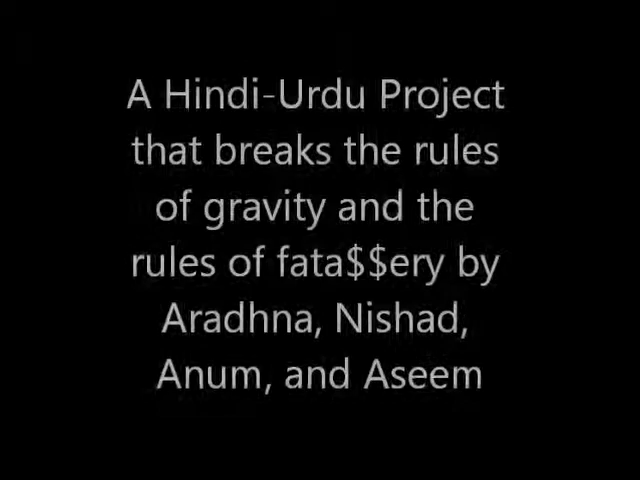 A Hindi-Urdu Project
that breaks the rules
of gravity and the
rules of fata$$ery by
Aradhna, Nishad,
Anum, and Aseem